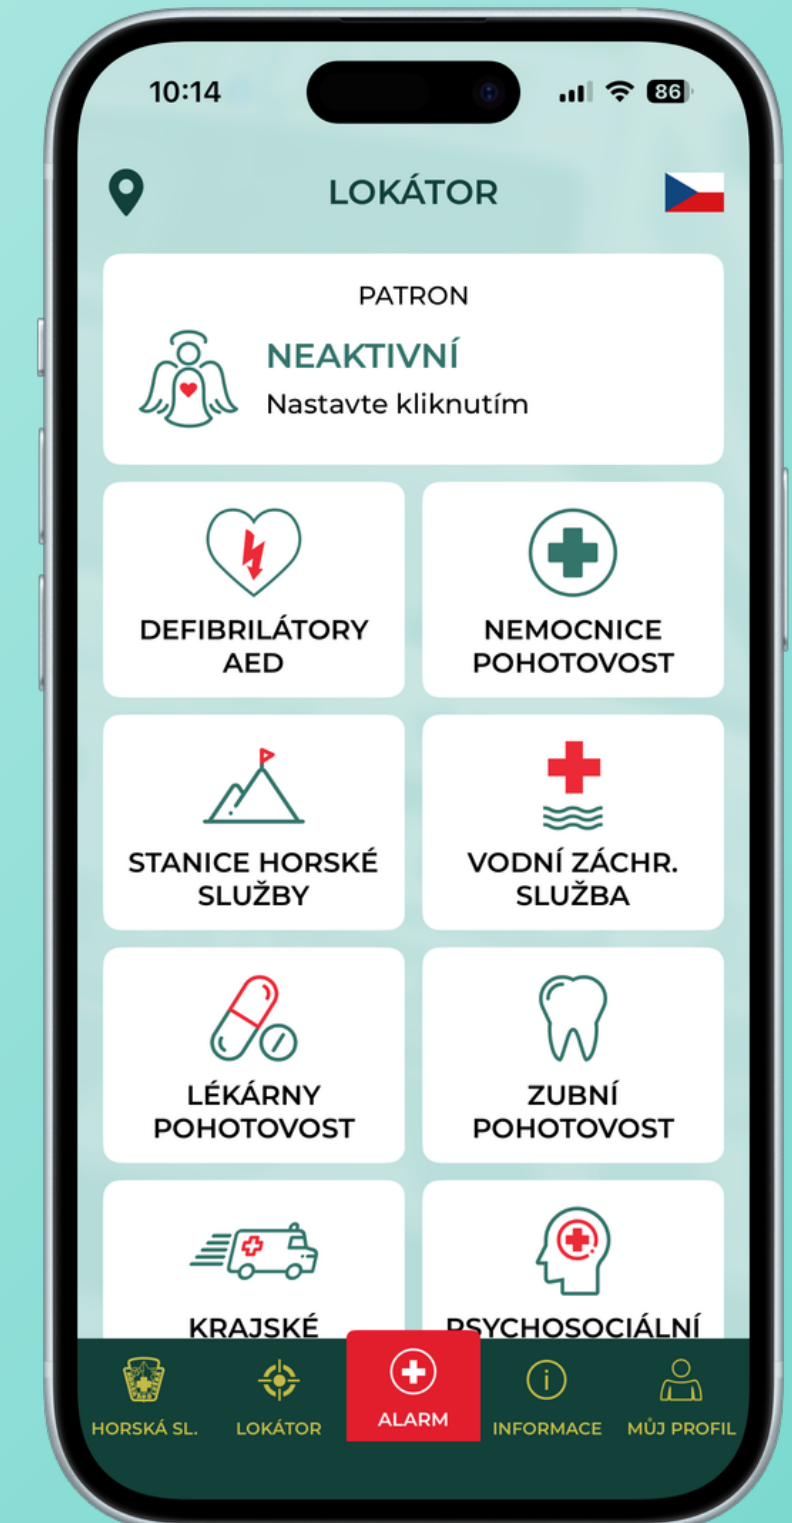 10:14
86
LOKÁTOR
PATRON
NEAKTIVNÍ
Nastavte kliknutím
DEFIBRILÁTORY
AED
NEMOCNICE
POHOTOVOST
STANICE HORSKÉ
SLUŽBY
VODNÍ ZÁCHR.
SLUŽBA
LÉKÁRNY
POHOTOVOST
ZUBNÍ
POHOTOVOST
KRAJSKÉ
PSYCHOSOCIÁLNÍ
HORSKÁ SL.
LOKÁTOR
ALARM
INFORMACE
MŮJ PROFIL